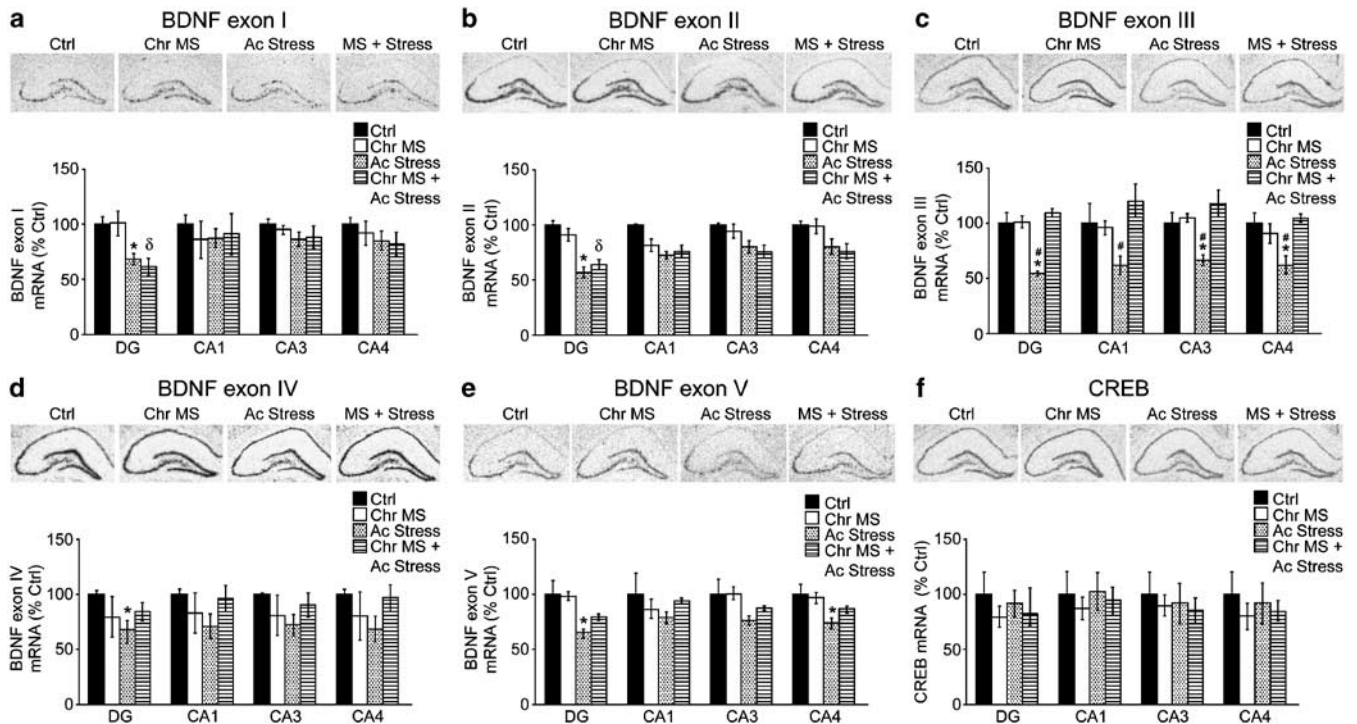 a BDNF exon I
Ctrl Chr MS Ac Stress MS + Stress
Ctrl
Chr MS
Ac Stress
Chr MS +
Ac Stress
BDNF exon I
mRNA (% Ctrl)
150
100
50
0
* δ
DG CA1 CA3 CA4
b BDNF exon II
Ctrl Chr MS Ac Stress MS + Stress
Ctrl
Chr MS
Ac Stress
Chr MS +
Ac Stress
BDNF exon II
mRNA (% Ctrl)
150
100
50
0
* δ
DG CA1 CA3 CA4
c BDNF exon III
Ctrl Chr MS Ac Stress MS + Stress
Ctrl
Chr MS
Ac Stress
Chr MS +
Ac Stress
BDNF exon III
mRNA (% Ctrl)
150
100
50
0
# # # #
* * *
DG CA1 CA3 CA4
d BDNF exon IV
Ctrl Chr MS Ac Stress MS + Stress
Ctrl
Chr MS
Ac Stress
Chr MS +
Ac Stress
BDNF exon IV
mRNA (% Ctrl)
150
100
50
0
*
DG CA1 CA3 CA4
e BDNF exon V
Ctrl Chr MS Ac Stress MS + Stress
Ctrl
Chr MS
Ac Stress
Chr MS +
Ac Stress
BDNF exon V
mRNA (% Ctrl)
150
100
50
0
* *
DG CA1 CA3 CA4
f CREB
Ctrl Chr MS Ac Stress MS + Stress
Ctrl
Chr MS
Ac Stress
Chr MS +
Ac Stress
CREB mRNA (% Ctrl)
150
100
50
0
DG CA1 CA3 CA4